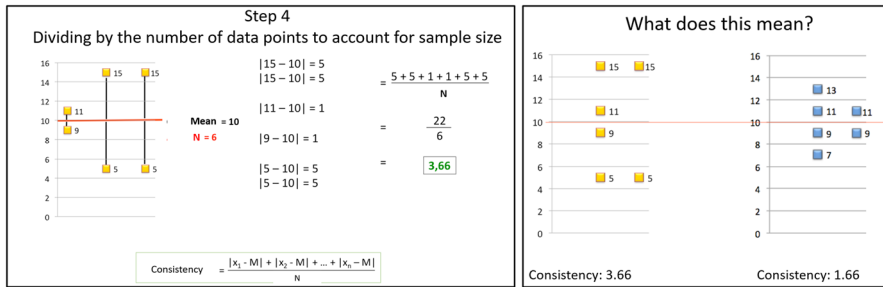 Step 4
Dividing by the number of data points to account for sample size
16
14
12
10
8
6
4
2
0
15
15
11
9
5
5
Mean = 10
N = 6
|15 – 10| = 5
|15 – 10| = 5
|11 – 10| = 1
|9 – 10| = 1
|5 – 10| = 5
|5 – 10| = 5
= 5 + 5 + 1 + 1 + 5 + 5
N
= 22
6
= 3,66
Consistency = |x₁ - M| + |x₂ - M| + ... + |xₙ – M|
N
What does this mean?
16
14
12
10
8
6
4
2
0
15
15
11
9
5
5
Consistency: 3.66
16
14
12
10
8
6
4
2
0
13
11
11
9
9
7
Consistency: 1.66